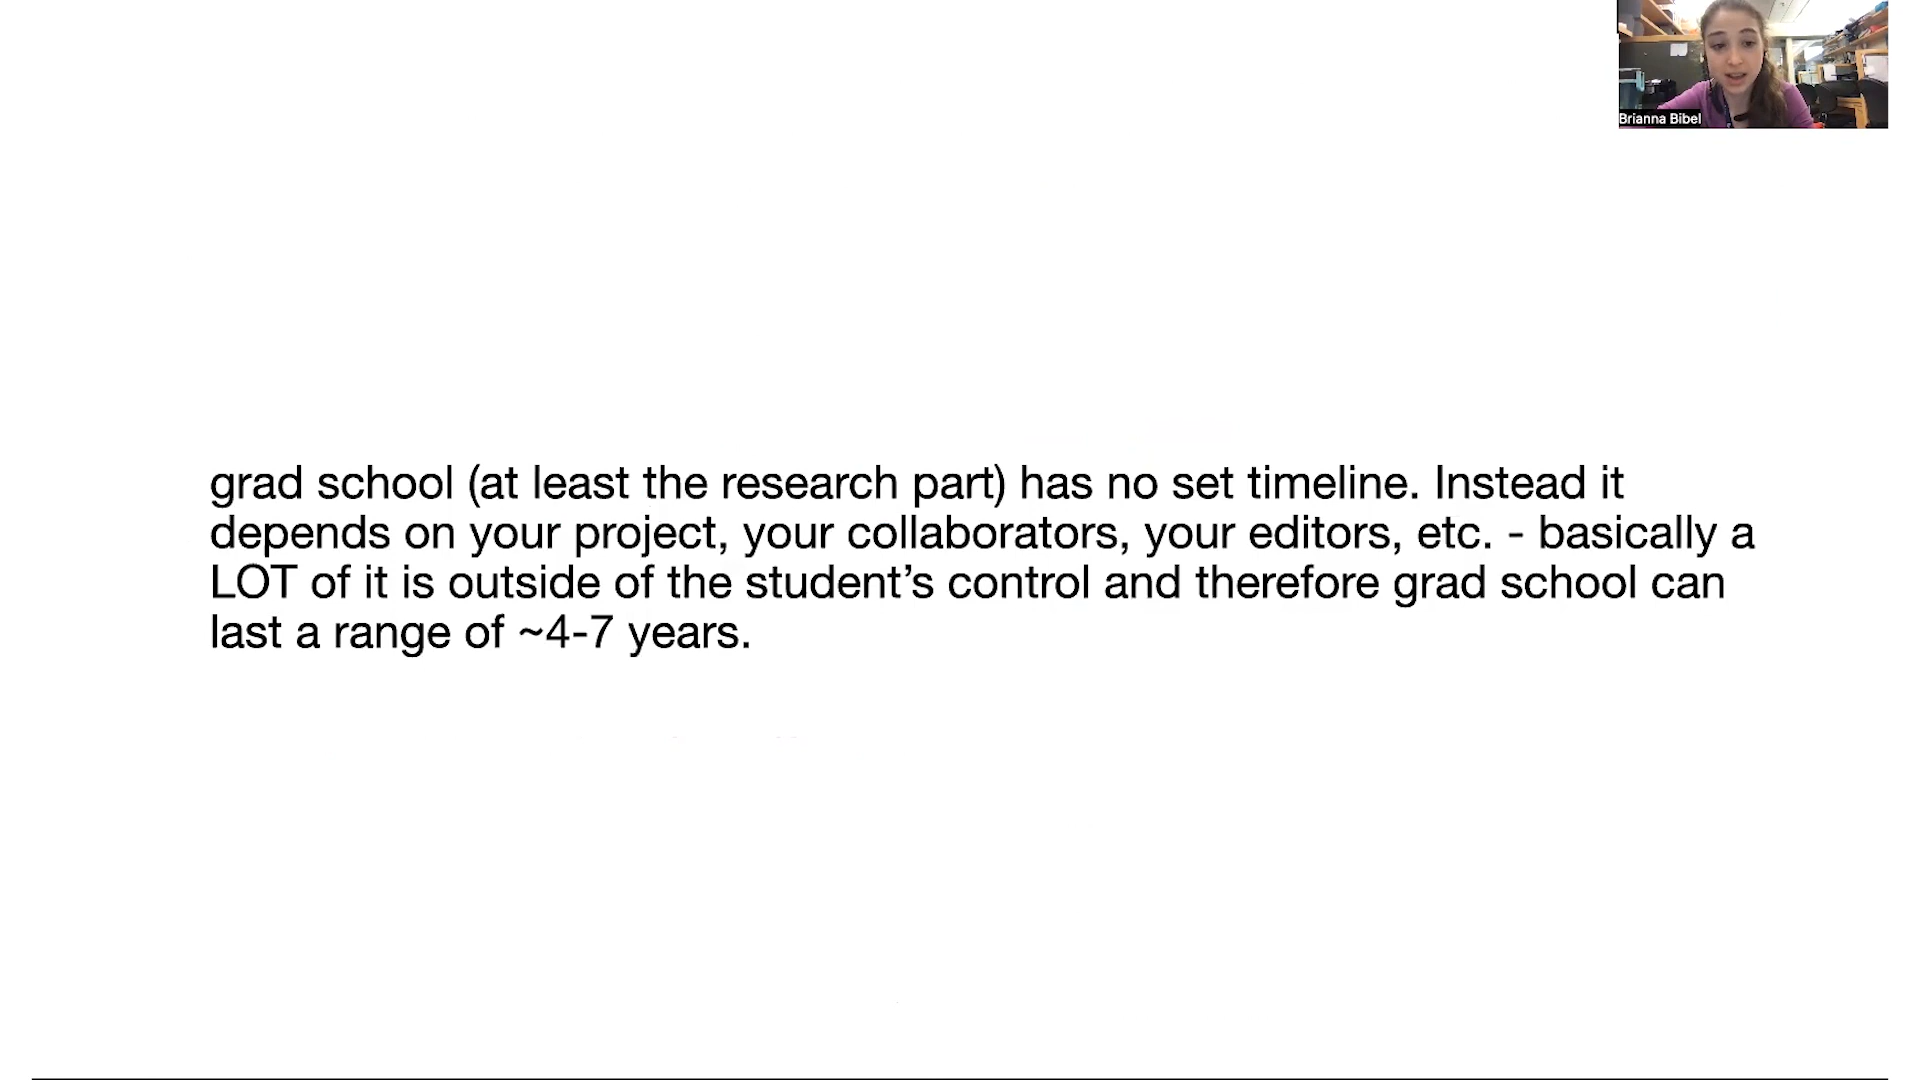 Brianna Bibel
grad school (at least the research part) has no set timeline. Instead it
depends on your project, your collaborators, your editors, etc. - basically a
LOT of it is outside of the student’s control and therefore grad school can
last a range of ~4-7 years.